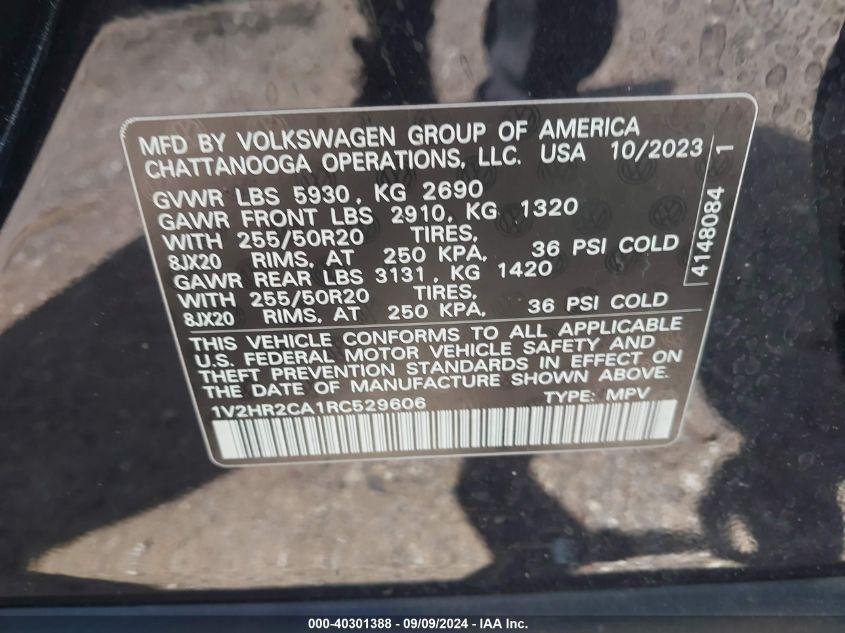 MFD BY VOLKSWAGEN GROUP OF AMERICA
CHATTANOOGA OPERATIONS, LLC. USA 10/2023
GVWR LBS 5930, KG 2690
GAWR FRONT LBS 2910, KG 1320
WITH 255/50R20 TIRES,
8JX20 RIMS, AT 250 KPA, 36 PSI COLD
GAWR REAR LBS 3131, KG 1420
WITH 255/50R20 TIRES,
8JX20 RIMS, AT 250 KPA, 36 PSI COLD
4148084 1
THIS VEHICLE CONFORMS TO ALL APPLICABLE
U.S. FEDERAL MOTOR VEHICLE SAFETY AND
THEFT PREVENTION STANDARDS IN EFFECT ON
THE DATE OF MANUFACTURE SHOWN ABOVE.
1V2HR2CA1RC529606 TYPE: MPV
000-40301388 - 09/09/2024 - IAA Inc.